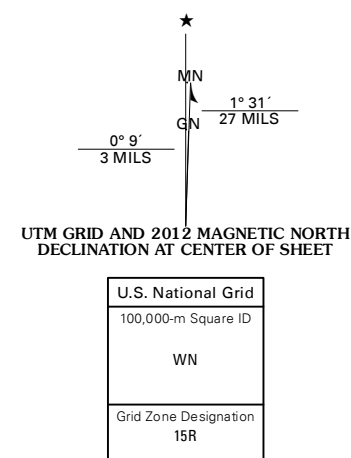 ★
MN
1° 31´
27 MILS
GN
0° 9´
3 MILS
UTM GRID AND 2012 MAGNETIC NORTH
DECLINATION AT CENTER OF SHEET
U.S. National Grid
100,000-m Square ID
WN
Grid Zone Designation
15R